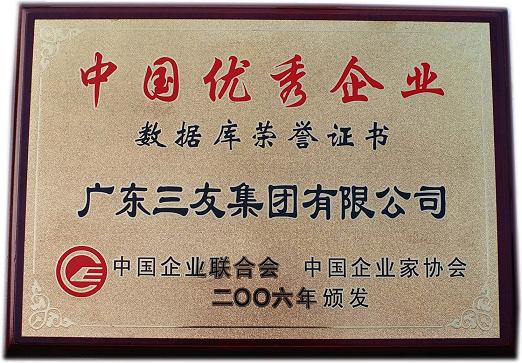 中国优秀企业
数据库荣誉证书
广东三友集团有限公司
中国企业联合会 中国企业家协会
二〇〇六年颁发